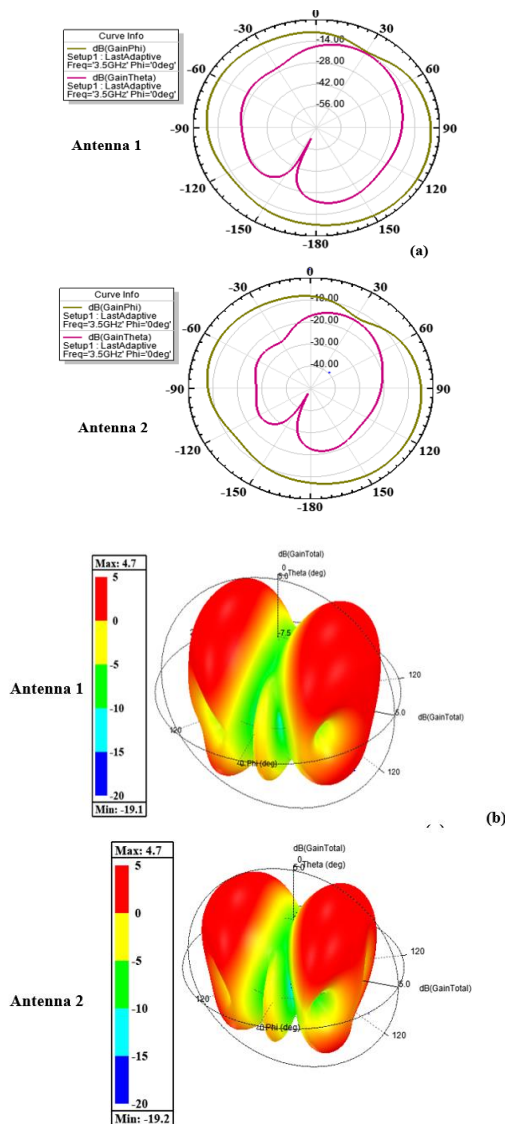 Curve Info
dB(GainPhi)
Setup1 : LastAdaptive
Freq='3.5GHz' Phi='0deg'
dB(GainTheta)
Setup1 : LastAdaptive
Freq='3.5GHz' Phi='0deg'
Antenna 1
0
30
60
90
120
150
-180
-150
-120
-90
-60
-30
-14.00
-28.00
-42.00
-56.00
(a)
Curve Info
dB(GainPhi)
Setup1 : LastAdaptive
Freq='3.5GHz' Phi='0deg'
dB(GainTheta)
Setup1 : LastAdaptive
Freq='3.5GHz' Phi='0deg'
Antenna 2
0
30
60
90
120
150
-180
-150
-120
-90
-60
-30
-10.00
-20.00
-30.00
-40.00
Max: 4.7
5
0
-5
-10
-15
-20
Min: -19.1
Antenna 1
dB(GainTotal)
0
5.0
Theta (deg)
-7.5
120
5.0
dB(GainTotal)
120
120
Phi (deg)
(b)
Max: 4.7
5
0
-5
-10
-15
-20
Min: -19.2
Antenna 2
dB(GainTotal)
0
5.0
Theta (deg)
120
5.0
dB(GainTotal)
120
120
Phi (deg)